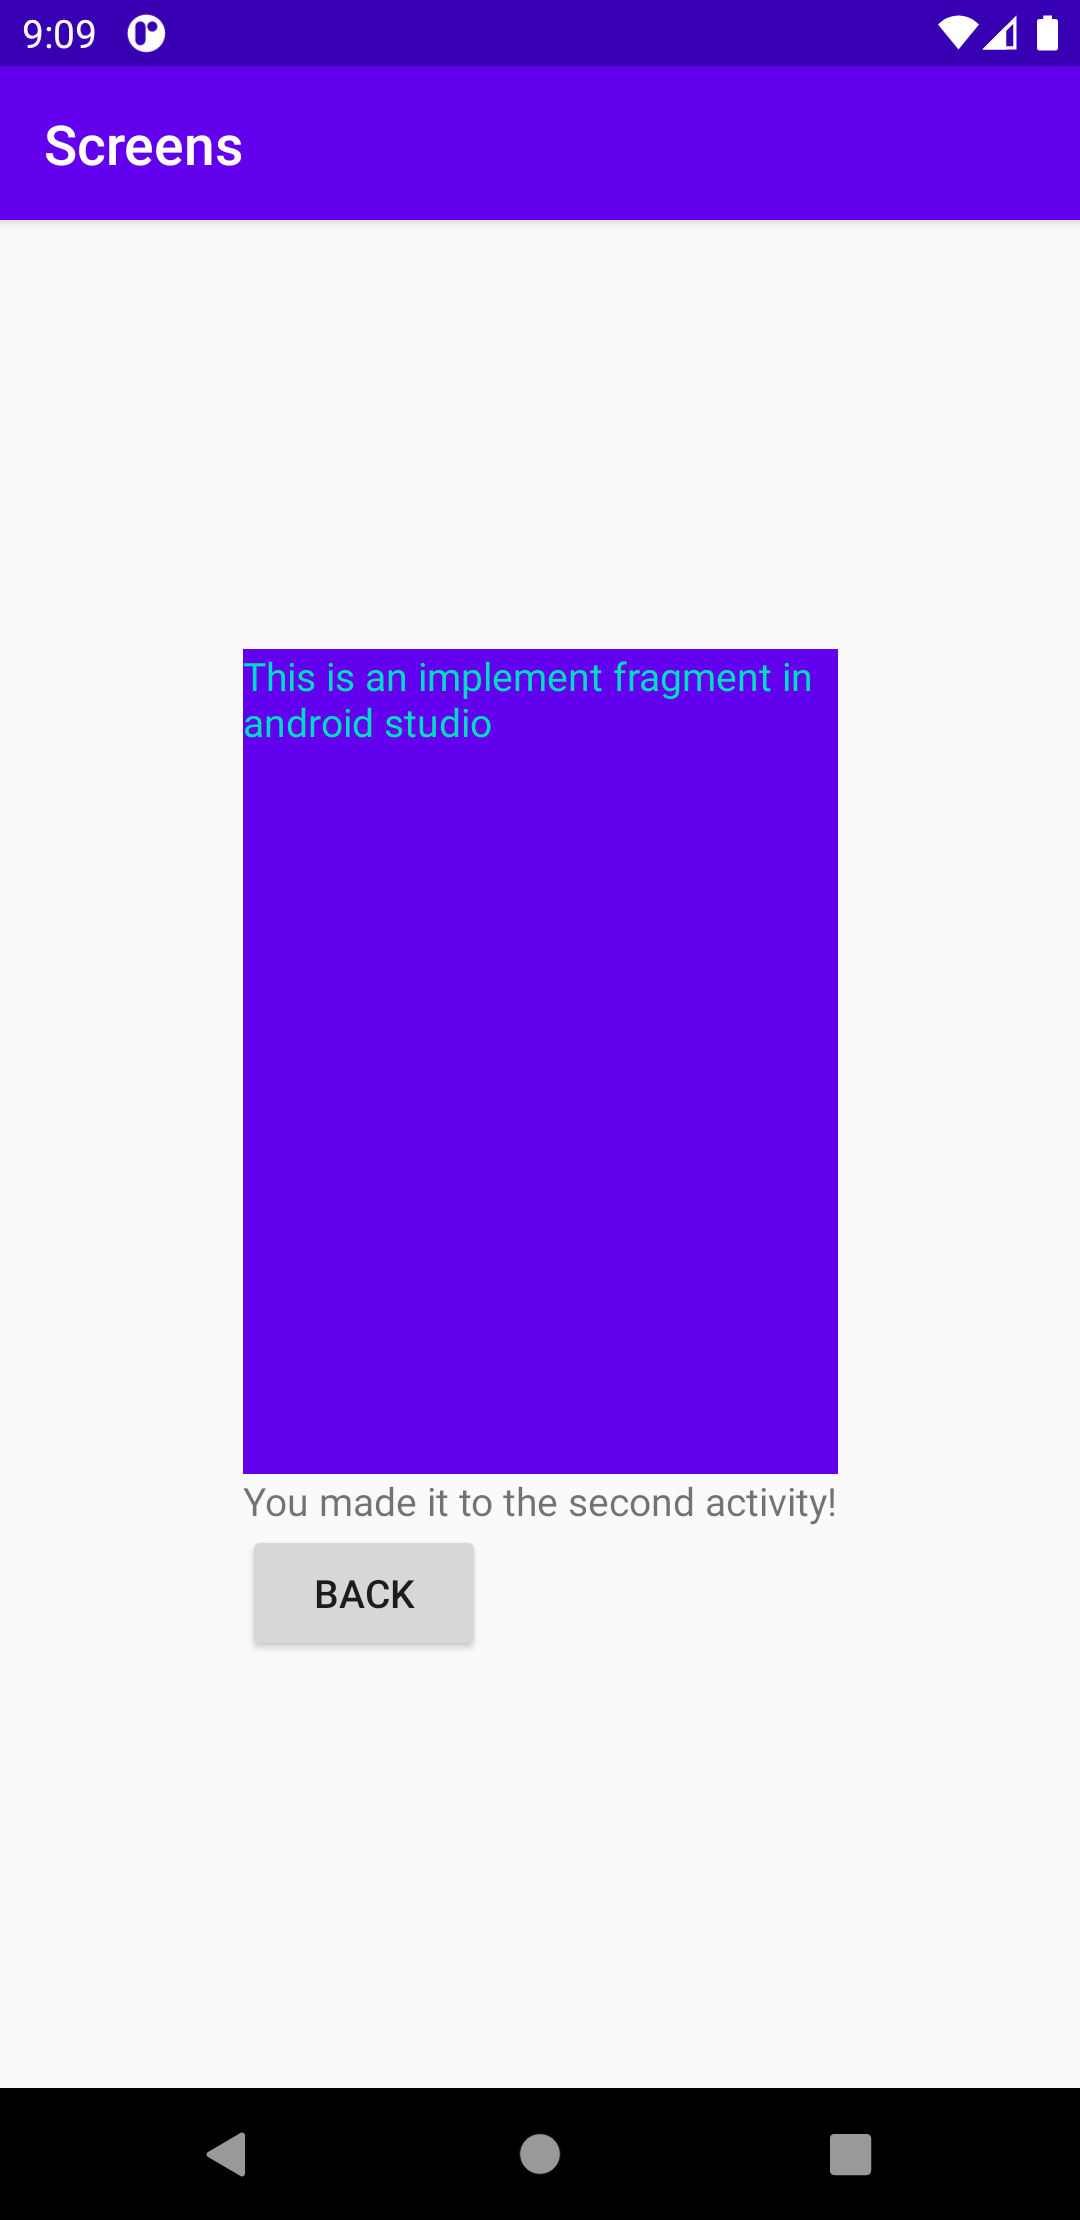 9:09
Screens
This is an implement fragment in
android studio
You made it to the second activity!
BACK